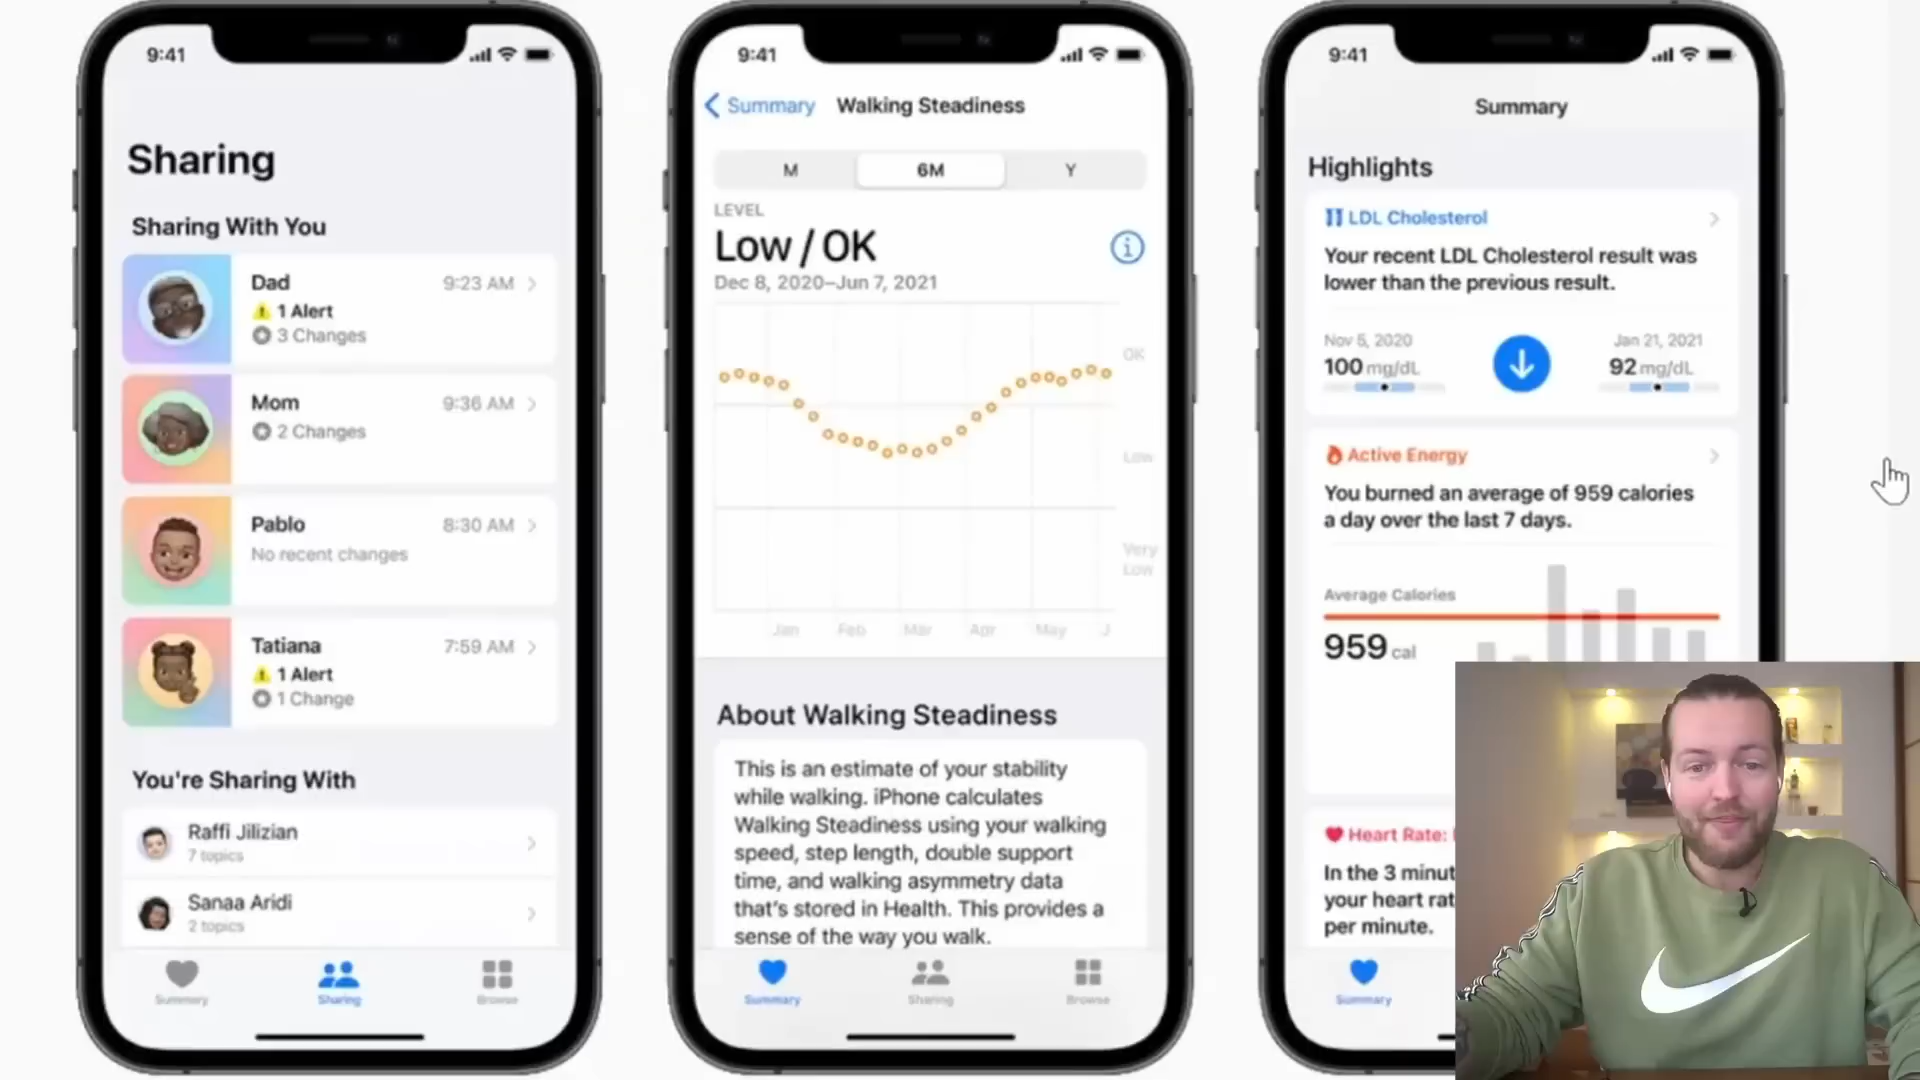 9:41
Sharing
Sharing With You
Dad
9:23 AM
1 Alert
3 Changes
Mom
9:36 AM
2 Changes
Pablo
8:30 AM
No recent changes
Tatiana
7:59 AM
1 Alert
1 Change
You're Sharing With
Raffi Jilizian
7 topics
Sanaa Aridi
2 topics
Summary
Sharing
Browse
9:41
Summary
Walking Steadiness
M
6M
Y
LEVEL
Low / OK
Dec 8, 2020–Jun 7, 2021
OK
Low
Very
Low
Jan
Feb
Mar
Apr
May
J
About Walking Steadiness
This is an estimate of your stability
while walking. iPhone calculates
Walking Steadiness using your walking
speed, step length, double support
time, and walking asymmetry data
that's stored in Health. This provides a
sense of the way you walk.
Summary
Sharing
Browse
9:41
Summary
Highlights
LDL Cholesterol
Your recent LDL Cholesterol result was
lower than the previous result.
Nov 5, 2020
100 mg/dL
Jan 21, 2021
92 mg/dL
Active Energy
You burned an average of 959 calories
a day over the last 7 days.
Average Calories
959 cal
Heart Rate:
In the 3 minut
your heart rat
per minute.
Summary